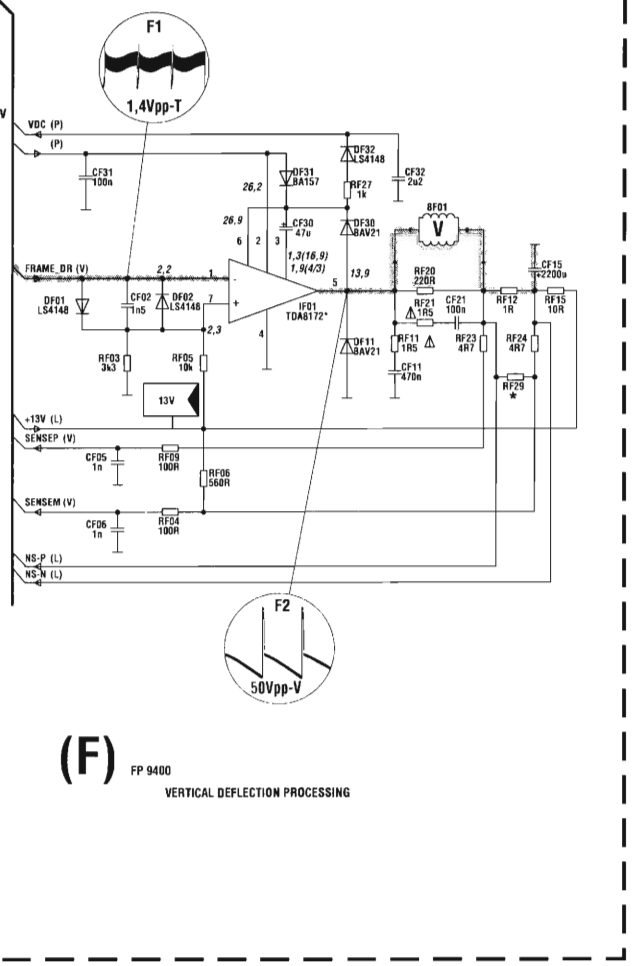 F1
1,4Vpp-T
V
VDC (P)
(P)
CF31
100n
26,2
26,9
6
2
3
DF31
BA157
CF30
47u
1,3(16,9)
1,9(4/3)
DF32
LS4148
RF27
1k
DF30
BAV21
CF32
2u2
8F01
V
FRAME_DR (V)
2,2
1
5
13,9
DF01
LS4148
CF02
1n5
DF02
LS4148
7
-
+
IF01
TDA8172*
4
2,3
RF20
220R
RF21
1R5
CF21
100n
RF12
1R
CF15
+2200u
RF15
10R
DF11
BAV21
RF11
1R5
CF11
470n
RF23
4R7
RF24
4R7
RF29
*
RF03
3k3
RF05
10k
13V
+13V (L)
SENSEP (V)
CF05
1n
RF09
100R
RF06
560R
SENSEM (V)
CF06
1n
RF04
100R
NS-P (L)
NS-N (L)
F2
50Vpp-V
(F) FP 9400
VERTICAL DEFLECTION PROCESSING